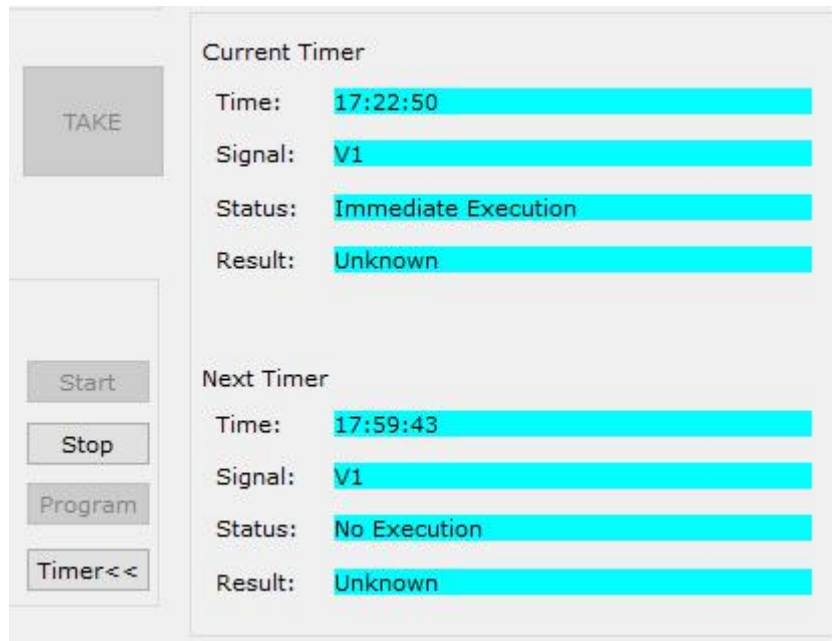 TAKE
Start
Stop
Program
Timer<<
Current Timer
Time: 17:22:50
Signal: V1
Status: Immediate Execution
Result: Unknown
Next Timer
Time: 17:59:43
Signal: V1
Status: No Execution
Result: Unknown